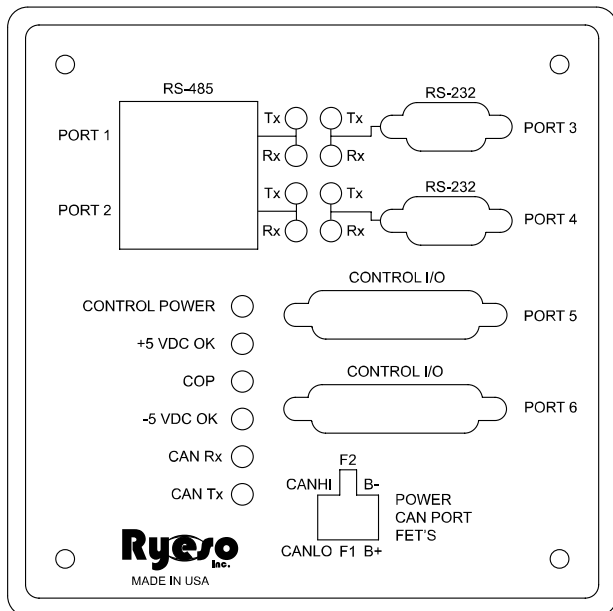 RS-485
RS-232
PORT 1
Tx
Tx
PORT 3
Rx
Rx
RS-232
PORT 2
Tx
Tx
PORT 4
Rx
Rx
CONTROL I/O
CONTROL POWER
PORT 5
+5 VDC OK
COP
CONTROL I/O
-5 VDC OK
PORT 6
CAN Rx
CAN Tx
F2
CANHI
B-
POWER
CAN PORT
FET'S
CANLO F1 B+
Ryeso
Inc.
MADE IN USA